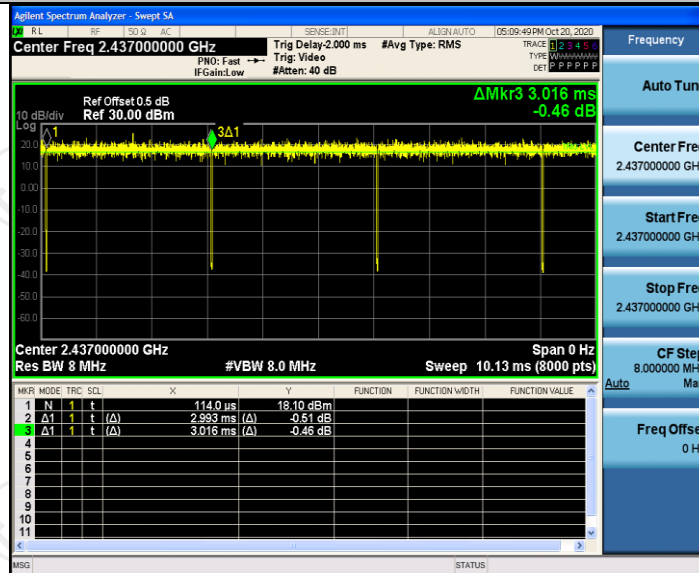 Agilent Spectrum Analyzer - Swept SA
RL RF 50 Ω AC SENSE:INT ALIGN AUTO 05:09:49 PM Oct 20, 2020
Center Freq 2.437000000 GHz Trig Delay-2.000 ms #Avg Type: RMS TRACE 1 2 3 4 5 6
PNO: Fast Trig: Video TYPE W
IFGain:Low #Atten: 40 dB DET P P P P P P
Ref Offset 0.5 dB ΔMkr3 3.016 ms
10 dB/div Ref 30.00 dBm -0.46 dB
Log
1 3Δ1
20.0
10.0
0.00
-10.0
-20.0
-30.0
-40.0
-50.0
-60.0
Center 2.437000000 GHz Span 0 Hz
Res BW 8 MHz #VBW 8.0 MHz Sweep 10.13 ms (8000 pts)
MKR MODE TRC SCL X Y FUNCTION FUNCTION WIDTH FUNCTION VALUE
1 N 1 t 114.0 µs 18.10 dBm
2 Δ1 1 t (Δ) 2.993 ms (Δ) -0.51 dB
3 Δ1 1 t (Δ) 3.016 ms (Δ) -0.46 dB
4
5
6
7
8
9
10
11
MSG STATUS
Frequency
Auto Tun
Center Fre
2.437000000 GH
Start Fre
2.437000000 GH
Stop Fre
2.437000000 GH
CF Ste
8.000000 MH
Auto Ma
Freq Offse
0 H